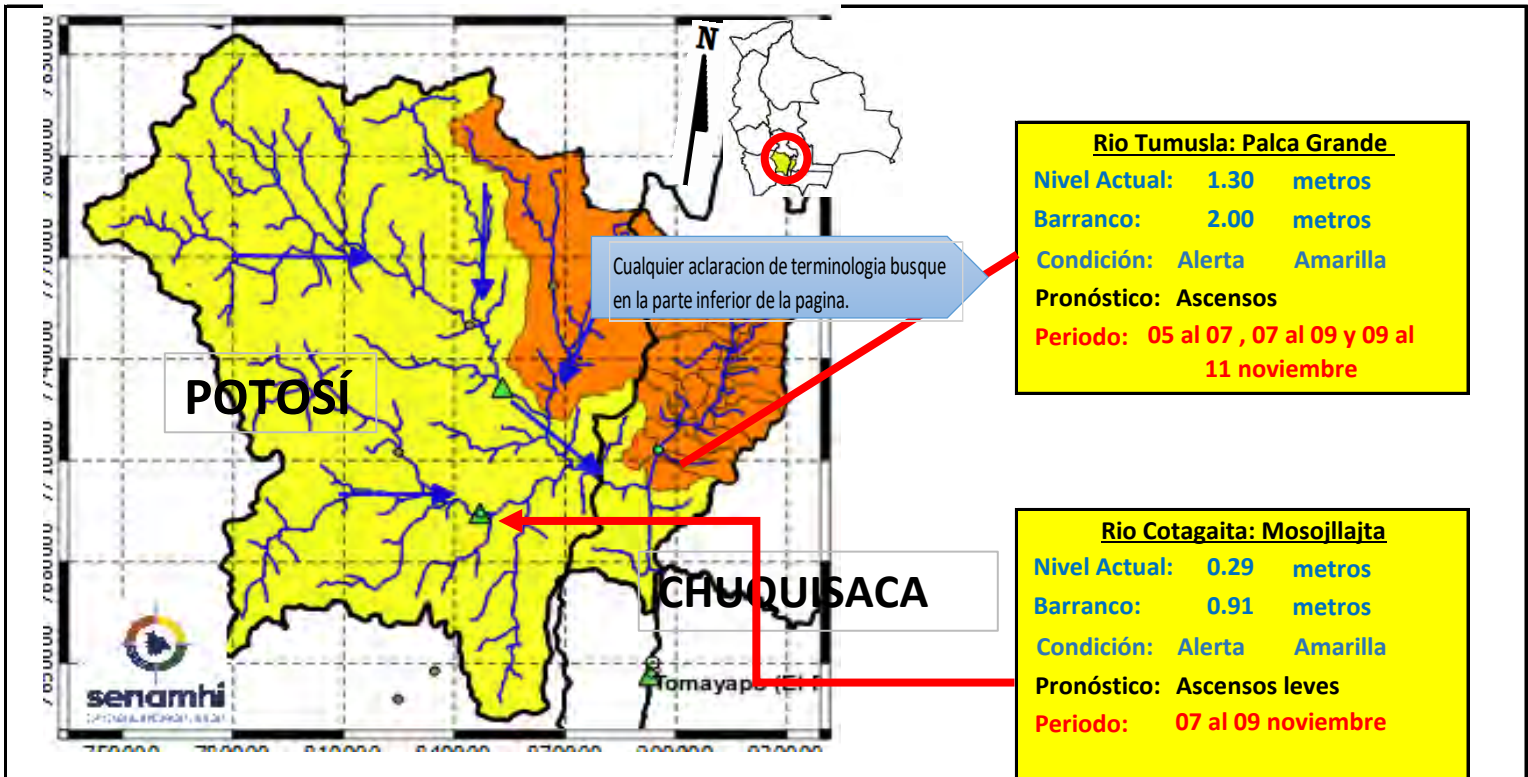 N
Rio Tumusla: Palca Grande
Nivel Actual: 1.30 metros
Barranco: 2.00 metros
Condición: Alerta Amarilla
Pronóstico: Ascensos
Periodo: 05 al 07 , 07 al 09 y 09 al
11 noviembre
Cualquier aclaracion de terminologia busque
en la parte inferior de la pagina.
POTOSÍ
CHUQUISACA
Rio Cotagaita: Mosojllajta
Nivel Actual: 0.29 metros
Barranco: 0.91 metros
Condición: Alerta Amarilla
Pronóstico: Ascensos leves
Periodo: 07 al 09 noviembre
senamhi